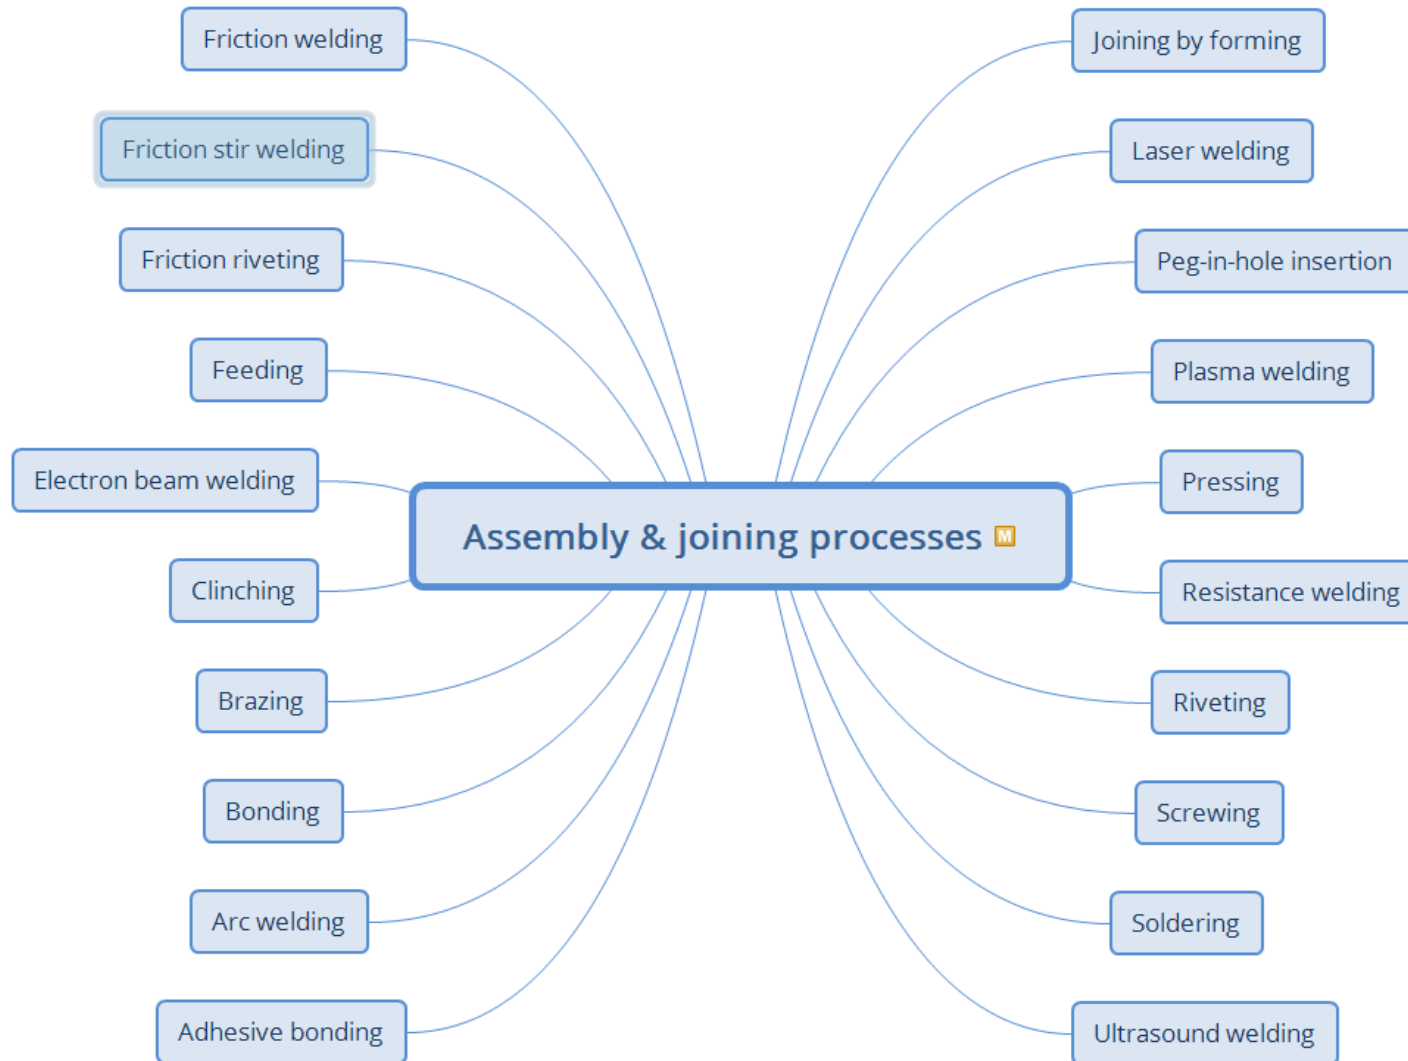 Friction welding
Friction stir welding
Friction riveting
Feeding
Electron beam welding
Clinching
Brazing
Bonding
Arc welding
Adhesive bonding
Assembly & joining processes M
Joining by forming
Laser welding
Peg-in-hole insertion
Plasma welding
Pressing
Resistance welding
Riveting
Screwing
Soldering
Ultrasound welding